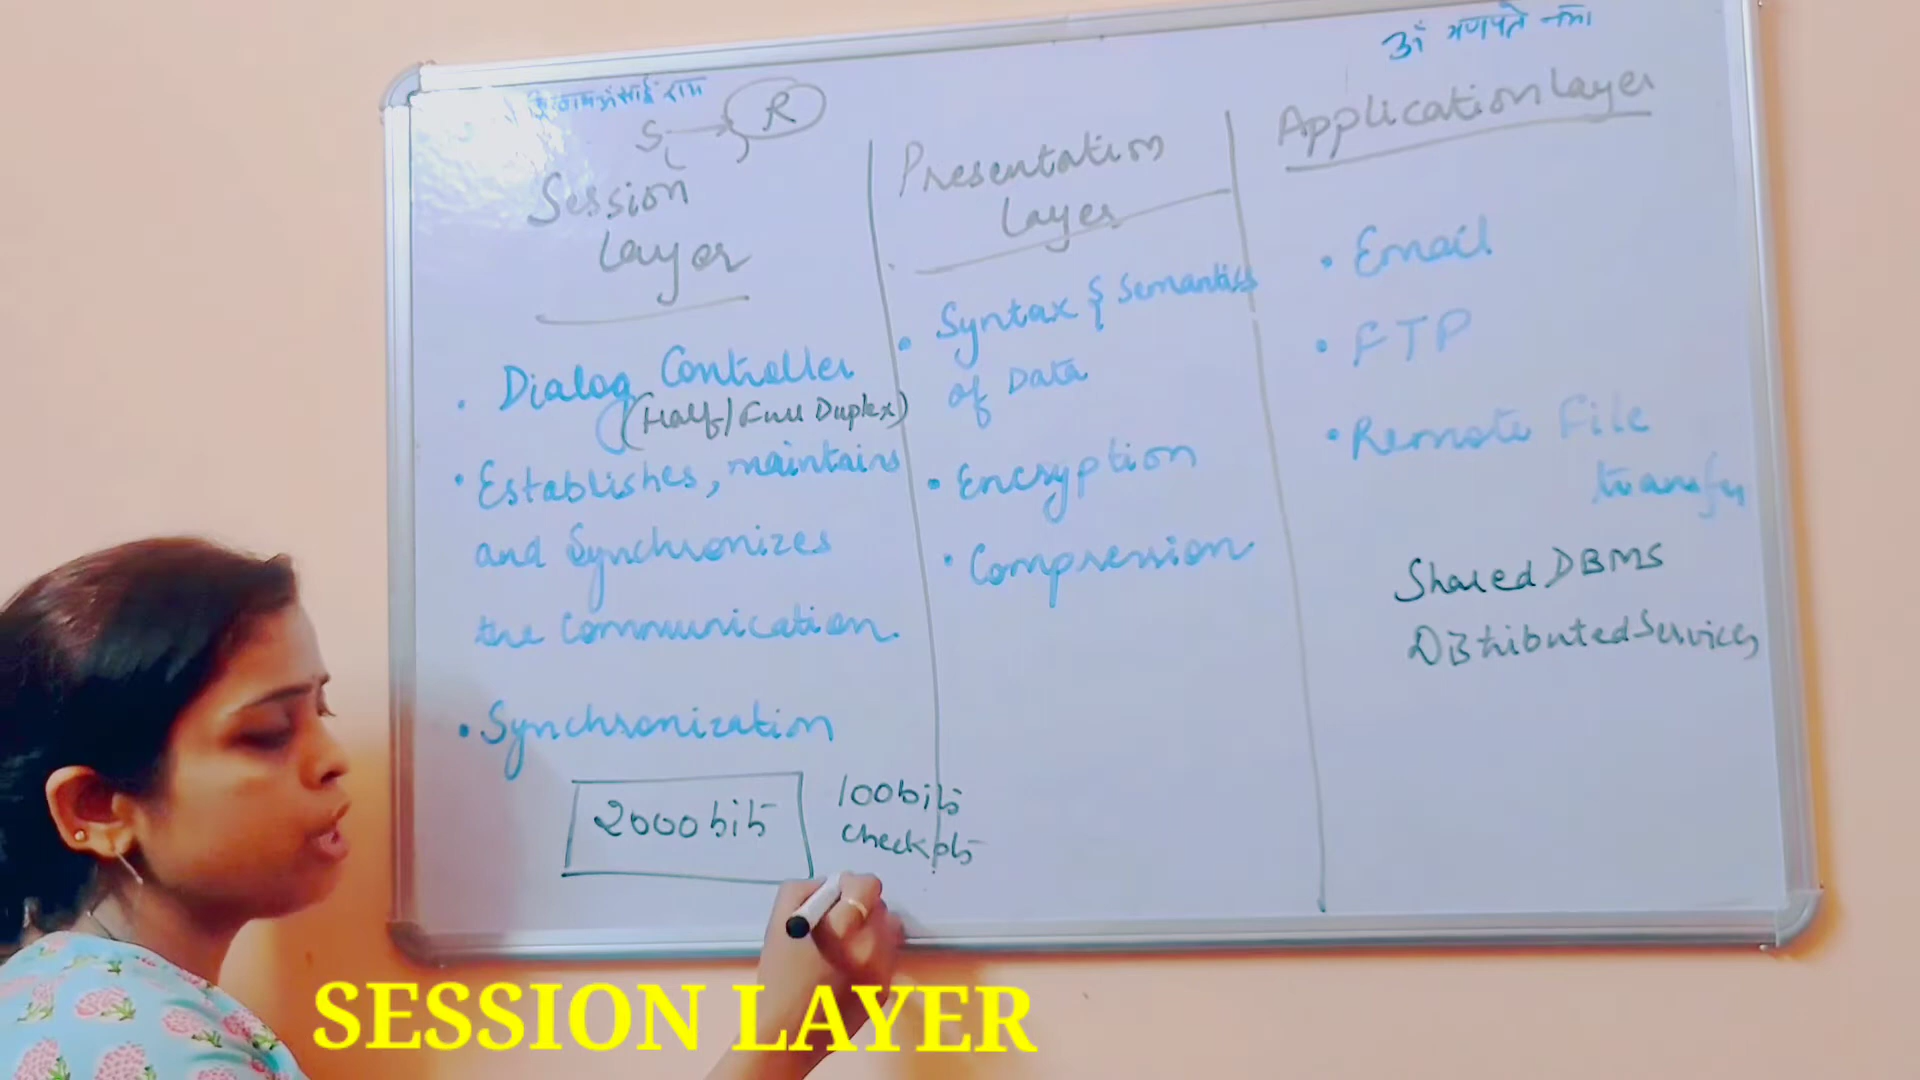 साई राम
ॐ गणपते नमः
S → R
Session
Layer
• Dialog Controller
(Half/Full Duplex)
• Establishes, maintains
and Synchronizes
the Communication.
• Synchronization
2000 bits
100 bits
check pts
Presentation
Layer
• Syntax & Semantics
of Data
• Encryption
• Compression
Application Layer
• Email
• FTP
• Remote File
transfer
Shared DBMS
Distributed Services
SESSION LAYER